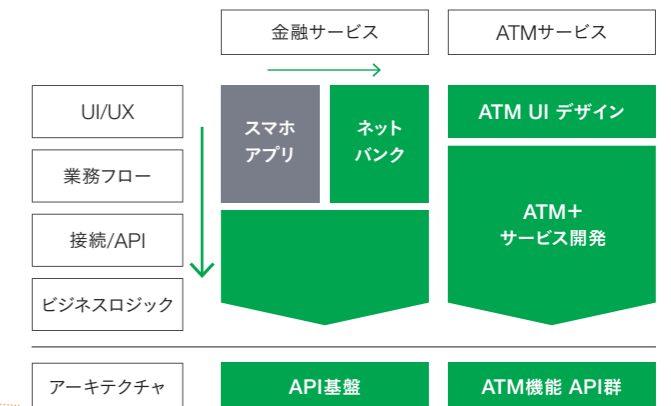 金融サービス
ATMサービス
UI/UX
業務フロー
接続/API
ビジネスロジック
スマホ
アプリ
ネット
バンク
ATM UI デザイン
ATM+
サービス開発
アーキテクチャ
API基盤
ATM機能 API群